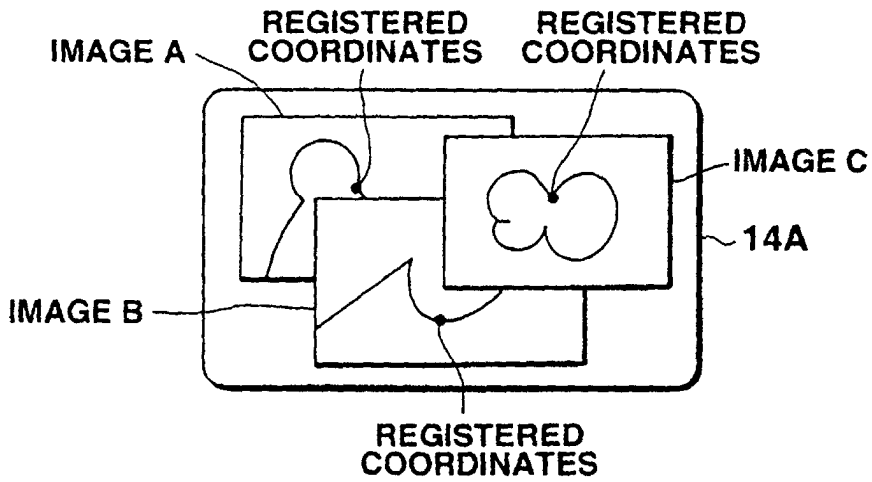 REGISTERED
COORDINATES
REGISTERED
COORDINATES
IMAGE A
IMAGE C
14A
IMAGE B
REGISTERED
COORDINATES